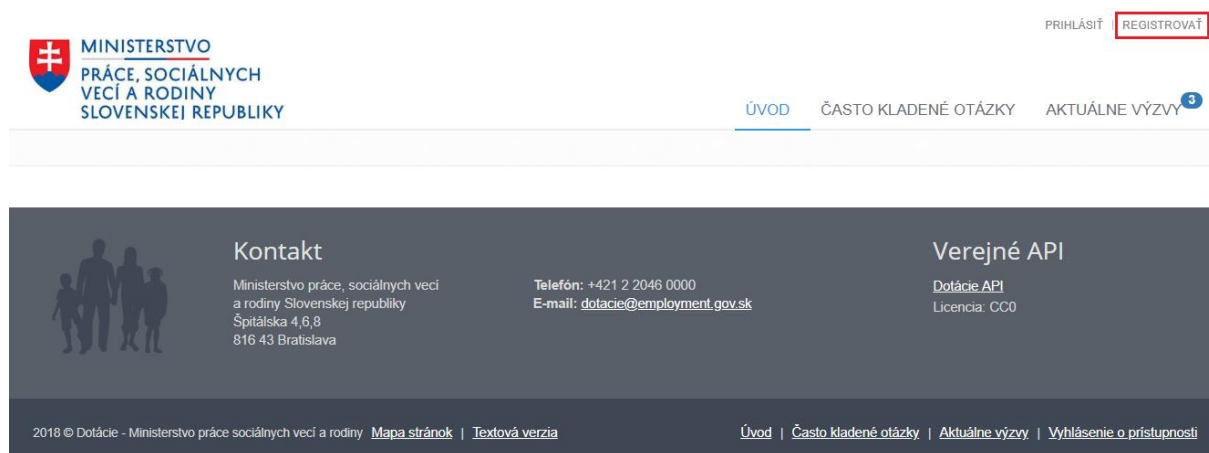 PRIHLÁSIŤ | REGISTROVAŤ
MINISTERSTVO
PRÁCE, SOCIÁLNYCH
VECÍ A RODINY
SLOVENSKEJ REPUBLIKY
ÚVOD ČASTO KLADENÉ OTÁZKY AKTUÁLNE VÝZVY 3
Kontakt
Ministerstvo práce, sociálnych vecí
a rodiny Slovenskej republiky
Špitálska 4,6,8
816 43 Bratislava
Telefón: +421 2 2046 0000
E-mail: dotacie@employment.gov.sk
Verejné API
Dotácie API
Licencia: CC0
2018 © Dotácie - Ministerstvo práce sociálnych vecí a rodiny Mapa stránok | Textová verzia
Úvod | Často kladené otázky | Aktuálne výzvy | Vyhlásenie o prístupnosti